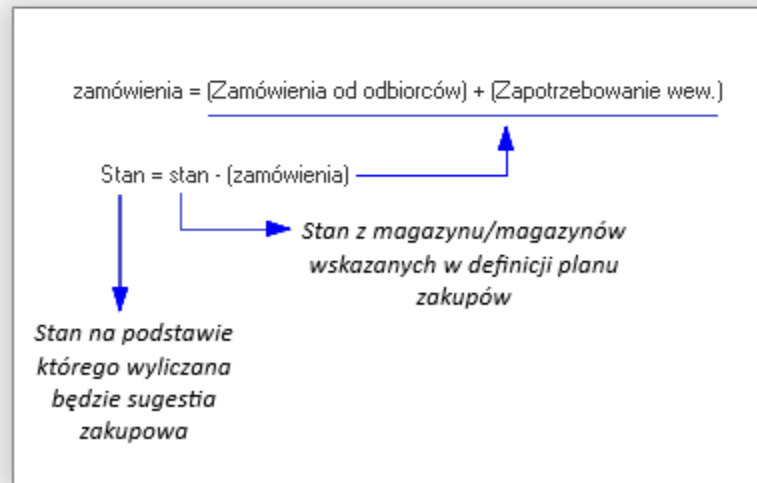 zamówienia = (Zamówienia od odbiorców) + (Zapotrzebowanie wew.)
Stan = stan - (zamówienia)
Stan z magazynu/magazynów
wskazanych w definicji planu
zakupów
Stan na podstawie
którego wyliczana
będzie sugestia
zakupowa